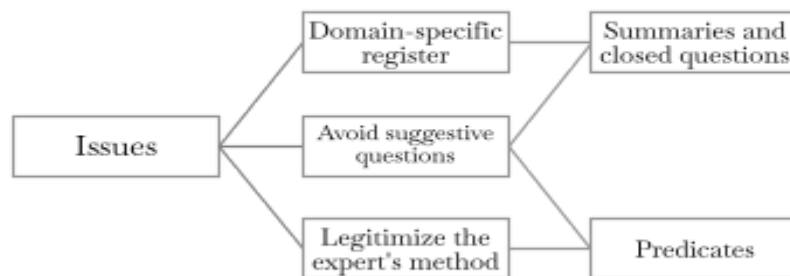 Domain-specific
register
Summaries and
closed questions
Issues
Avoid suggestive
questions
Legitimize the
expert's method
Predicates